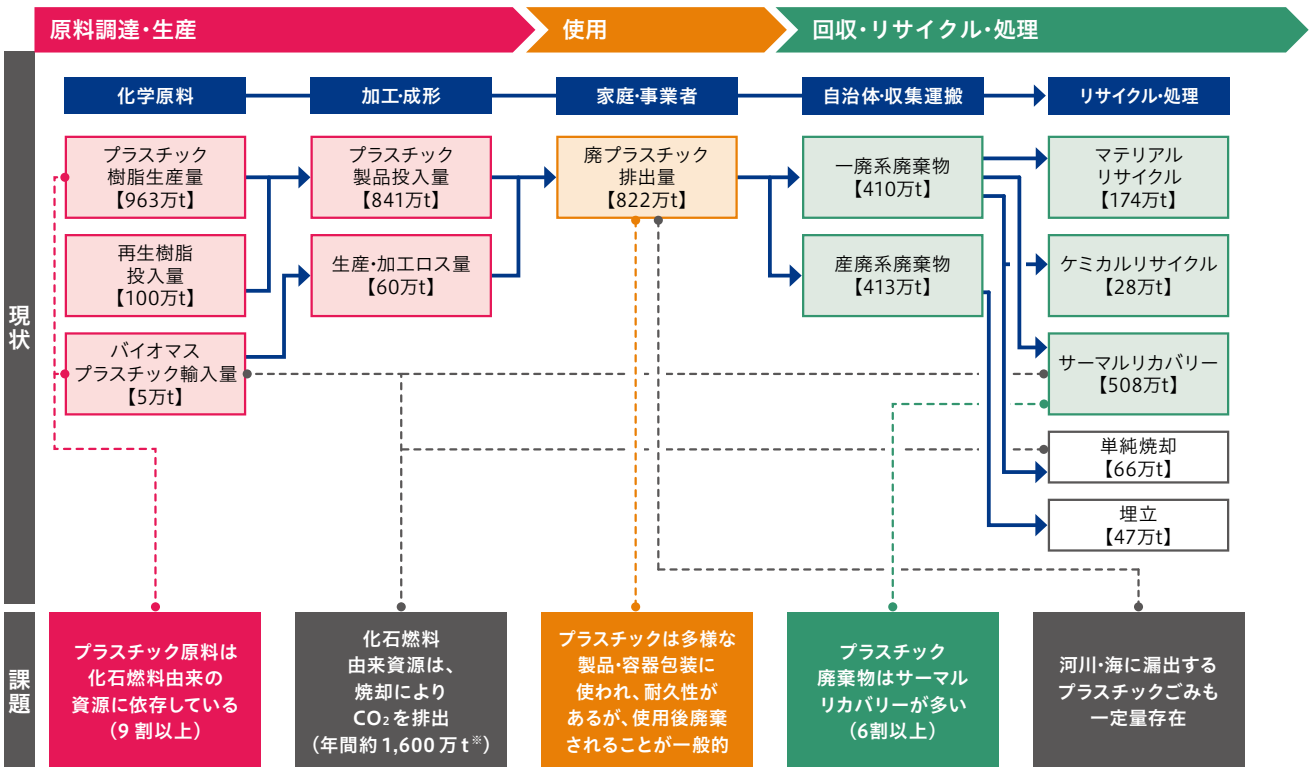 原料調達・生産
使用
回収・リサイクル・処理
現状
化学原料
加工・成形
家庭・事業者
自治体・収集運搬
リサイクル・処理
プラスチック
樹脂生産量
【963万t】
再生樹脂
投入量
【100万t】
バイオマス
プラスチック輸入量
【5万t】
プラスチック
製品投入量
【841万t】
生産・加工ロス量
【60万t】
廃プラスチック
排出量
【822万t】
一廃系廃棄物
【410万t】
産廃系廃棄物
【413万t】
マテリアル
リサイクル
【174万t】
ケミカルリサイクル
【28万t】
サーマルリカバリー
【508万t】
単純焼却
【66万t】
埋立
【47万t】
課題
プラスチック原料は
化石燃料由来の
資源に依存している
（9割以上）
化石燃料
由来資源は、
焼却により
CO₂を排出
（年間約1,600万t※）
プラスチックは多様な
製品・容器包装に
使われ、耐久性が
あるが、使用後廃棄
されることが一般的
プラスチック
廃棄物はサーマル
リカバリーが多い
（6割以上）
河川・海に漏出する
プラスチックごみも
一定量存在